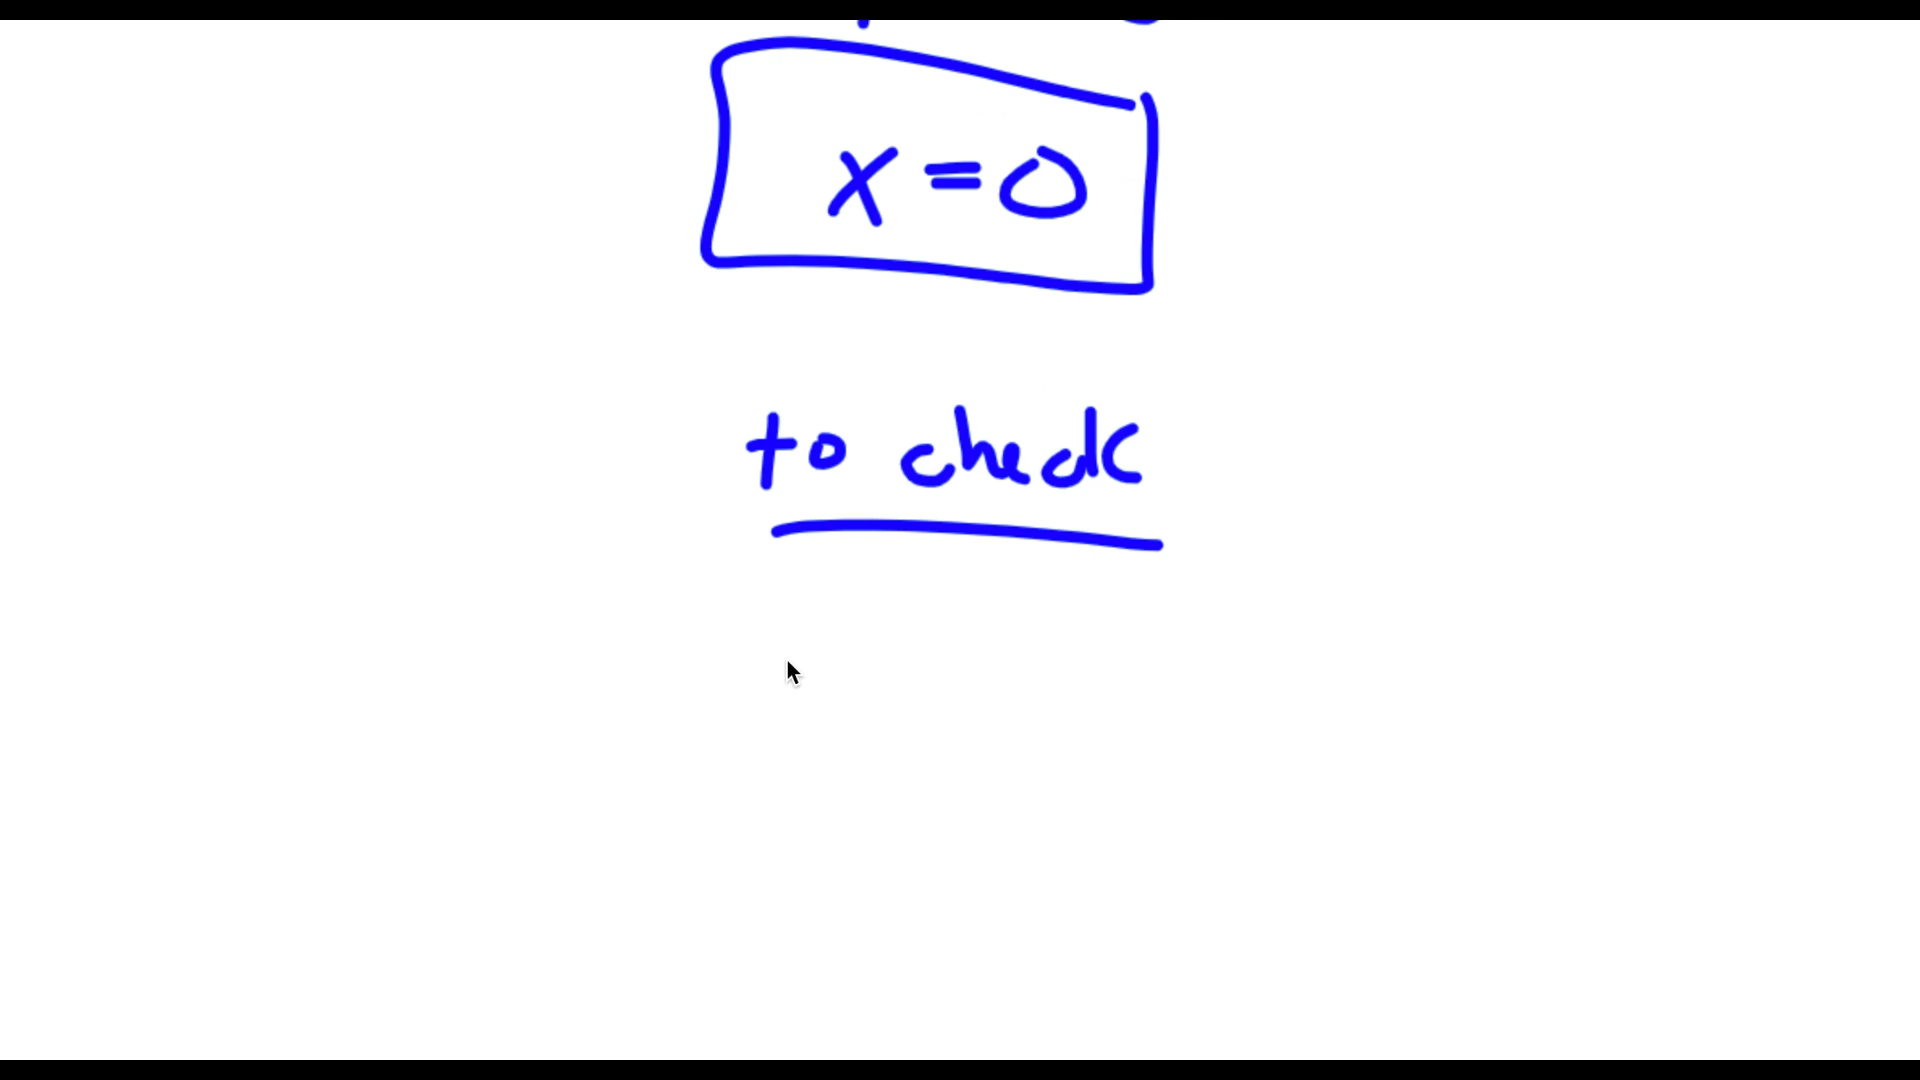 x = 0
to check